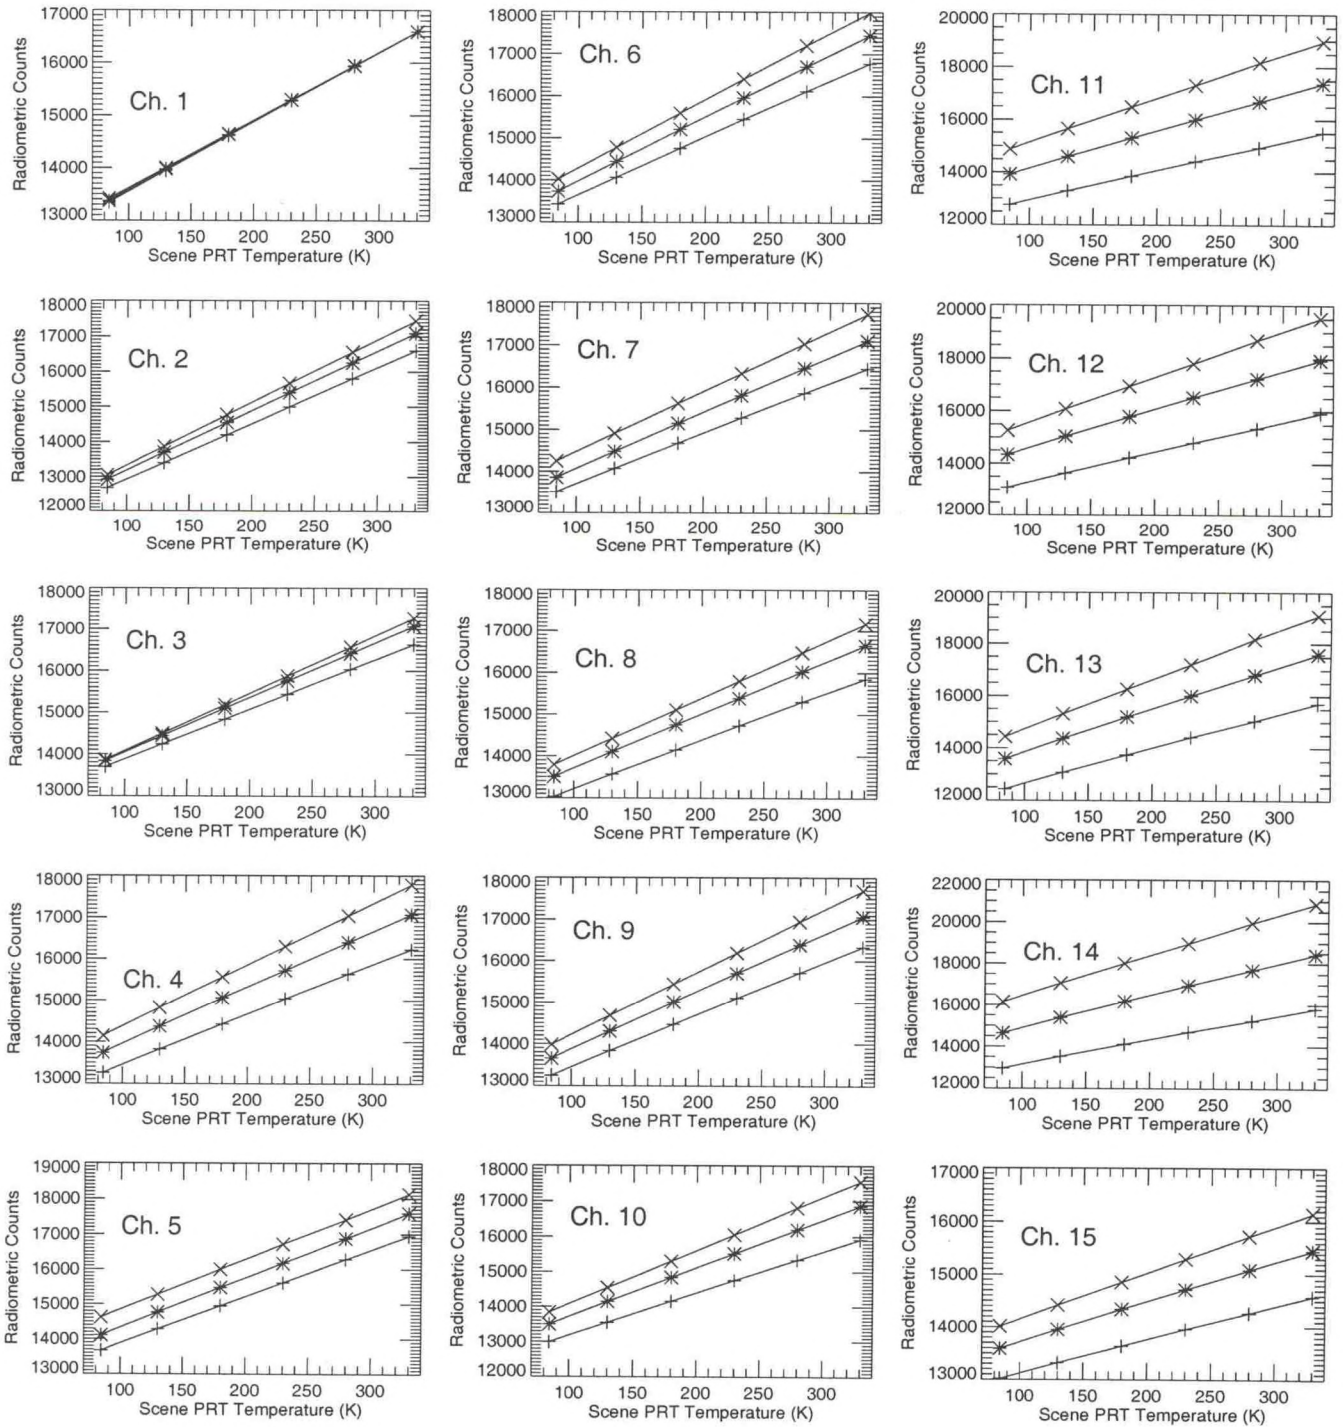 17000
16000
15000
14000
13000
Radiometric Counts
Ch. 1
100 150 200 250 300
Scene PRT Temperature (K)
18000
17000
16000
15000
14000
13000
Radiometric Counts
Ch. 6
100 150 200 250 300
Scene PRT Temperature (K)
20000
18000
16000
14000
12000
Radiometric Counts
Ch. 11
100 150 200 250 300
Scene PRT Temperature (K)
18000
17000
16000
15000
14000
13000
12000
Radiometric Counts
Ch. 2
100 150 200 250 300
Scene PRT Temperature (K)
18000
17000
16000
15000
14000
13000
Radiometric Counts
Ch. 7
100 150 200 250 300
Scene PRT Temperature (K)
20000
18000
16000
14000
12000
Radiometric Counts
Ch. 12
100 150 200 250 300
Scene PRT Temperature (K)
18000
17000
16000
15000
14000
13000
Radiometric Counts
Ch. 3
100 150 200 250 300
Scene PRT Temperature (K)
18000
17000
16000
15000
14000
13000
Radiometric Counts
Ch. 8
100 150 200 250 300
Scene PRT Temperature (K)
20000
18000
16000
14000
12000
Radiometric Counts
Ch. 13
100 150 200 250 300
Scene PRT Temperature (K)
18000
17000
16000
15000
14000
13000
Radiometric Counts
Ch. 4
100 150 200 250 300
Scene PRT Temperature (K)
18000
17000
16000
15000
14000
13000
Radiometric Counts
Ch. 9
100 150 200 250 300
Scene PRT Temperature (K)
22000
20000
18000
16000
14000
12000
Radiometric Counts
Ch. 14
100 150 200 250 300
Scene PRT Temperature (K)
19000
18000
17000
16000
15000
14000
13000
Radiometric Counts
Ch. 5
100 150 200 250 300
Scene PRT Temperature (K)
18000
17000
16000
15000
14000
13000
12000
Radiometric Counts
Ch. 10
100 150 200 250 300
Scene PRT Temperature (K)
17000
16000
15000
14000
13000
Radiometric Counts
Ch. 15
100 150 200 250 300
Scene PRT Temperature (K)